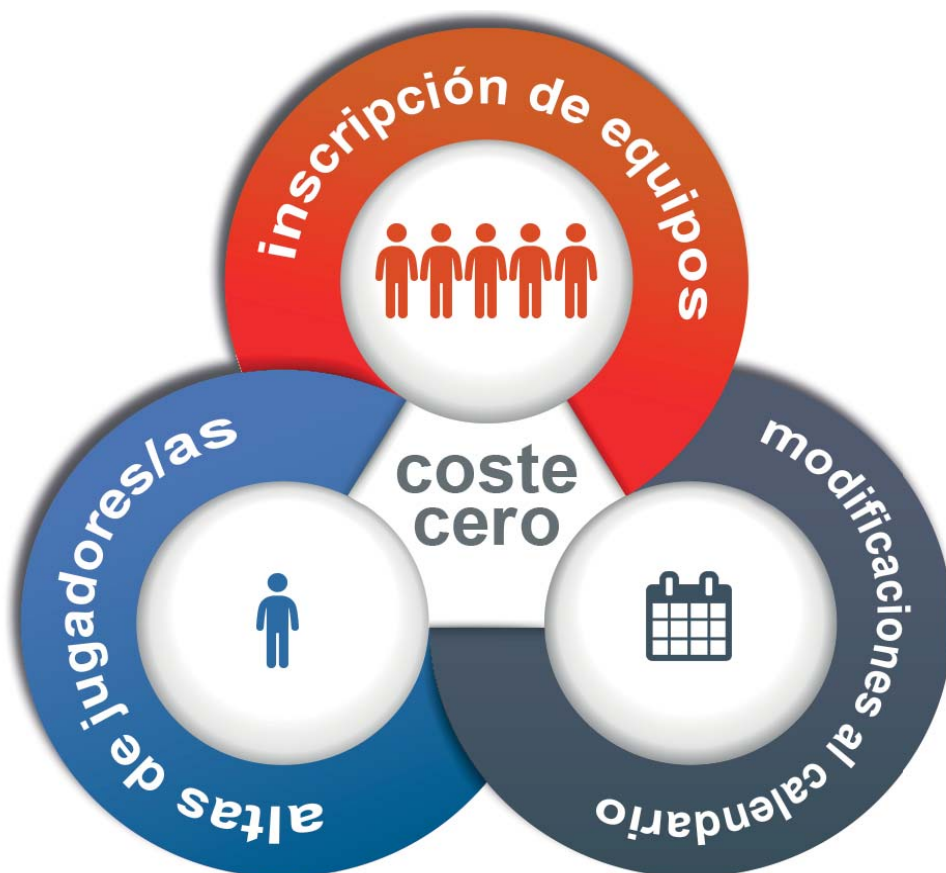 inscripción de equipos
altas de jugadores/as
coste
cero
modificaciones al calendario